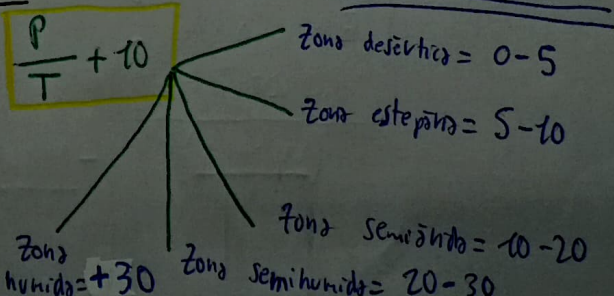 P
T + 10
Zona desértica = 0-5
Zona estepária = 5-10
Zona semiárida = 10-20
Zona semihumida = 20-30
Zona
humida = +30